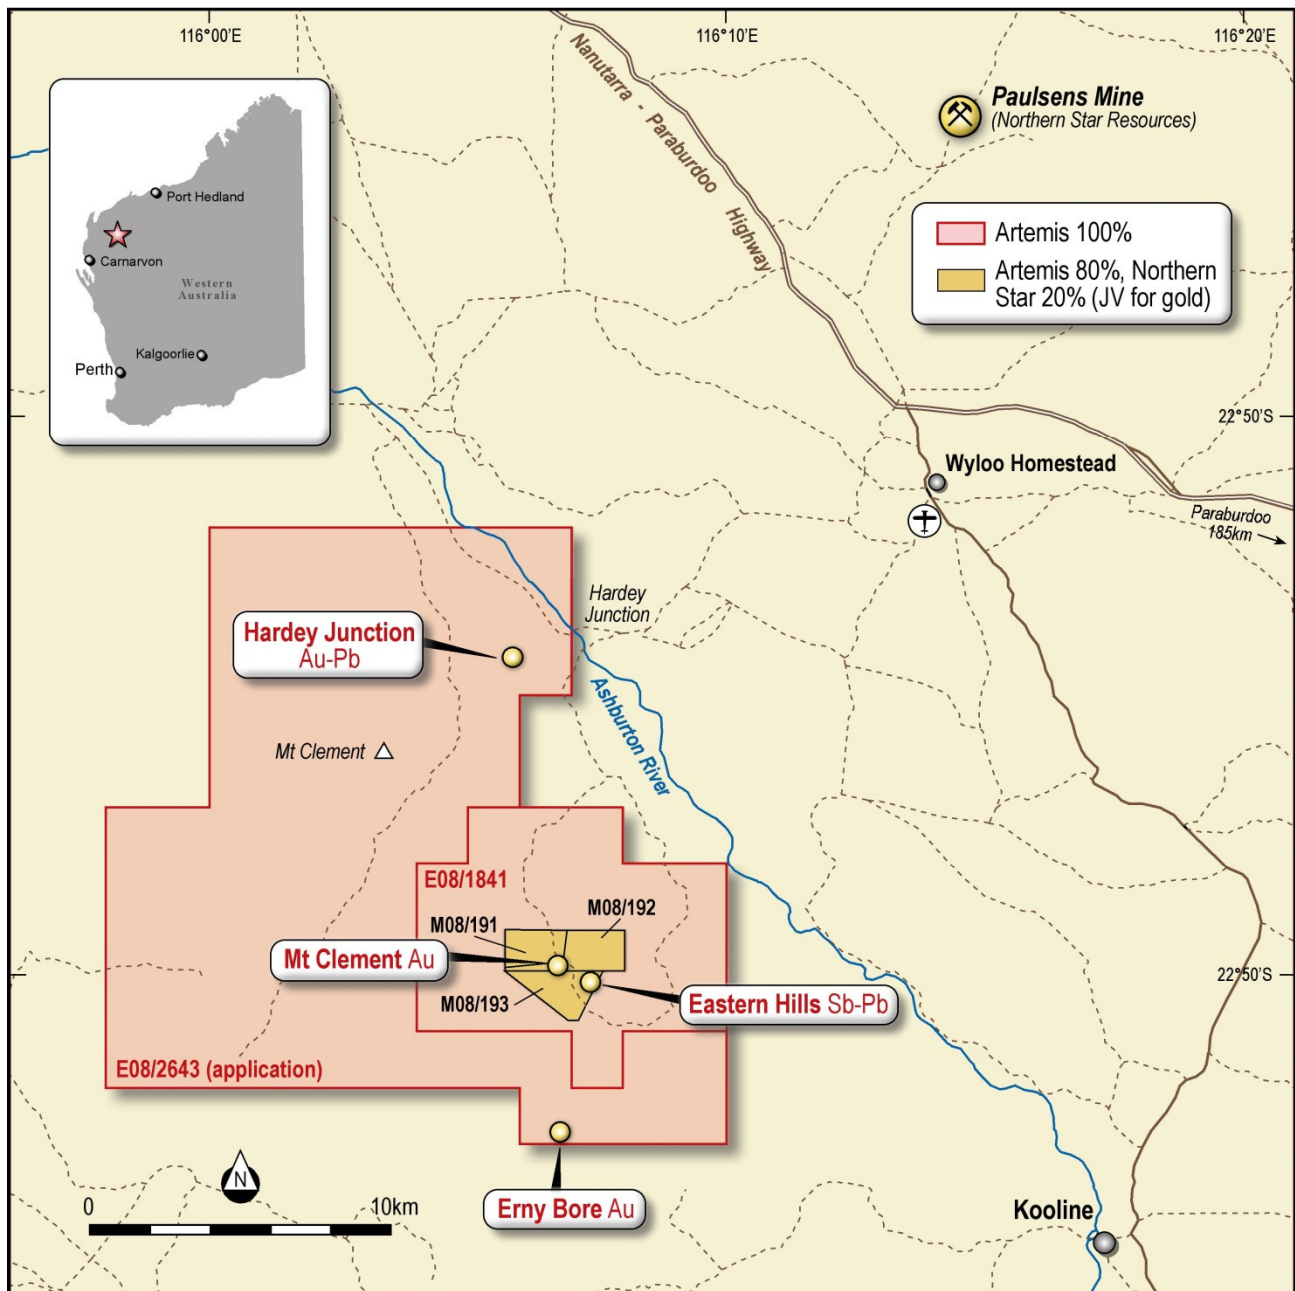 116°00'E
116°10'E
116°20'E
Nanutarra - Paraburdoo Highway
Paulsens Mine
(Northern Star Resources)
Port Hedland
Carnarvon
Western
Australia
Kalgoorlie
Perth
Artemis 100%
Artemis 80%, Northern
Star 20% (JV for gold)
22°50'S
Wyloo Homestead
Paraburdoo
185km
Hardey
Junction
Hardey Junction
Au-Pb
Ashburton River
Mt Clement
E08/1841
M08/191
M08/192
Mt Clement Au
22°50'S
M08/193
Eastern Hills Sb-Pb
E08/2643 (application)
N
0
10km
Erny Bore Au
Kooline